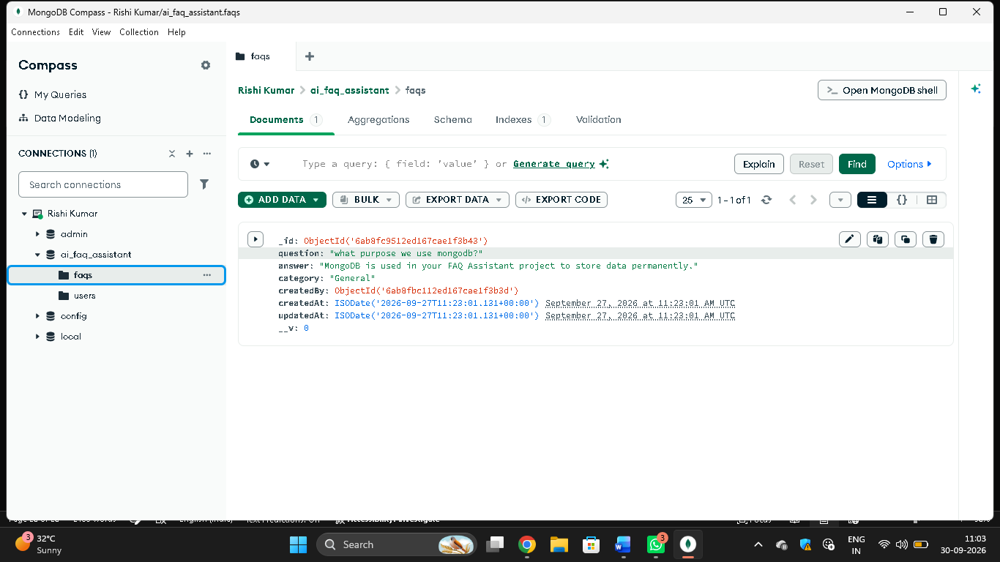 MongoDB Compass - Rishi Kumar/ai_faq_assistant.faqs
Connections Edit View Collection Help
Compass
My Queries
Data Modeling
CONNECTIONS (1)
Search connections
Rishi Kumar
admin
ai_faq_assistant
faqs
users
config
local
faqs
Rishi Kumar > ai_faq_assistant > faqs
>_ Open MongoDB shell
Documents 1 Aggregations Schema Indexes 1 Validation
Type a query: { field: 'value' } or Generate query
Explain Reset Find Options
ADD DATA BULK EXPORT DATA EXPORT CODE
25 1 – 1 of 1
_id: ObjectId('6ab8fc9512ed167cae1f3b43')
question: "what purpose we use mongodb?"
answer: "MongoDB is used in your FAQ Assistant project to store data permanently."
category: "General"
createdBy: ObjectId('6ab8fbc112ed167cae1f3b3d')
createdAt: ISODate('2026-09-27T11:23:01.131+00:00') September 27, 2026 at 11:23:01 AM UTC
updatedAt: ISODate('2026-09-27T11:23:01.131+00:00') September 27, 2026 at 11:23:01 AM UTC
__v: 0
3
32°C
Sunny
Search
3
ENG
IN
11:03
30-09-2026